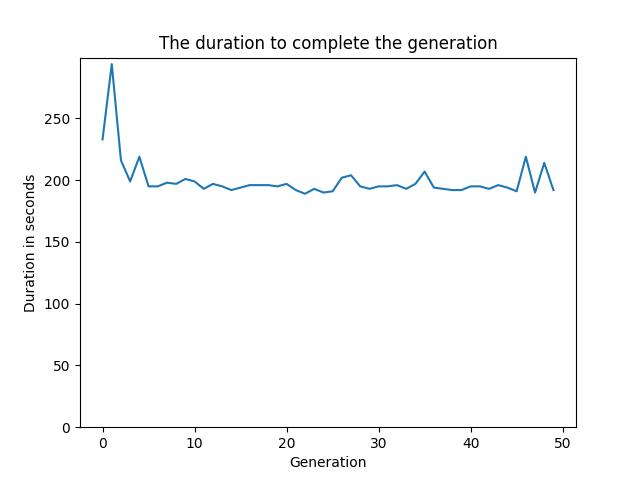 The duration to complete the generation
Duration in seconds
250
200
150
100
50
0
0 10 20 30 40 50
Generation